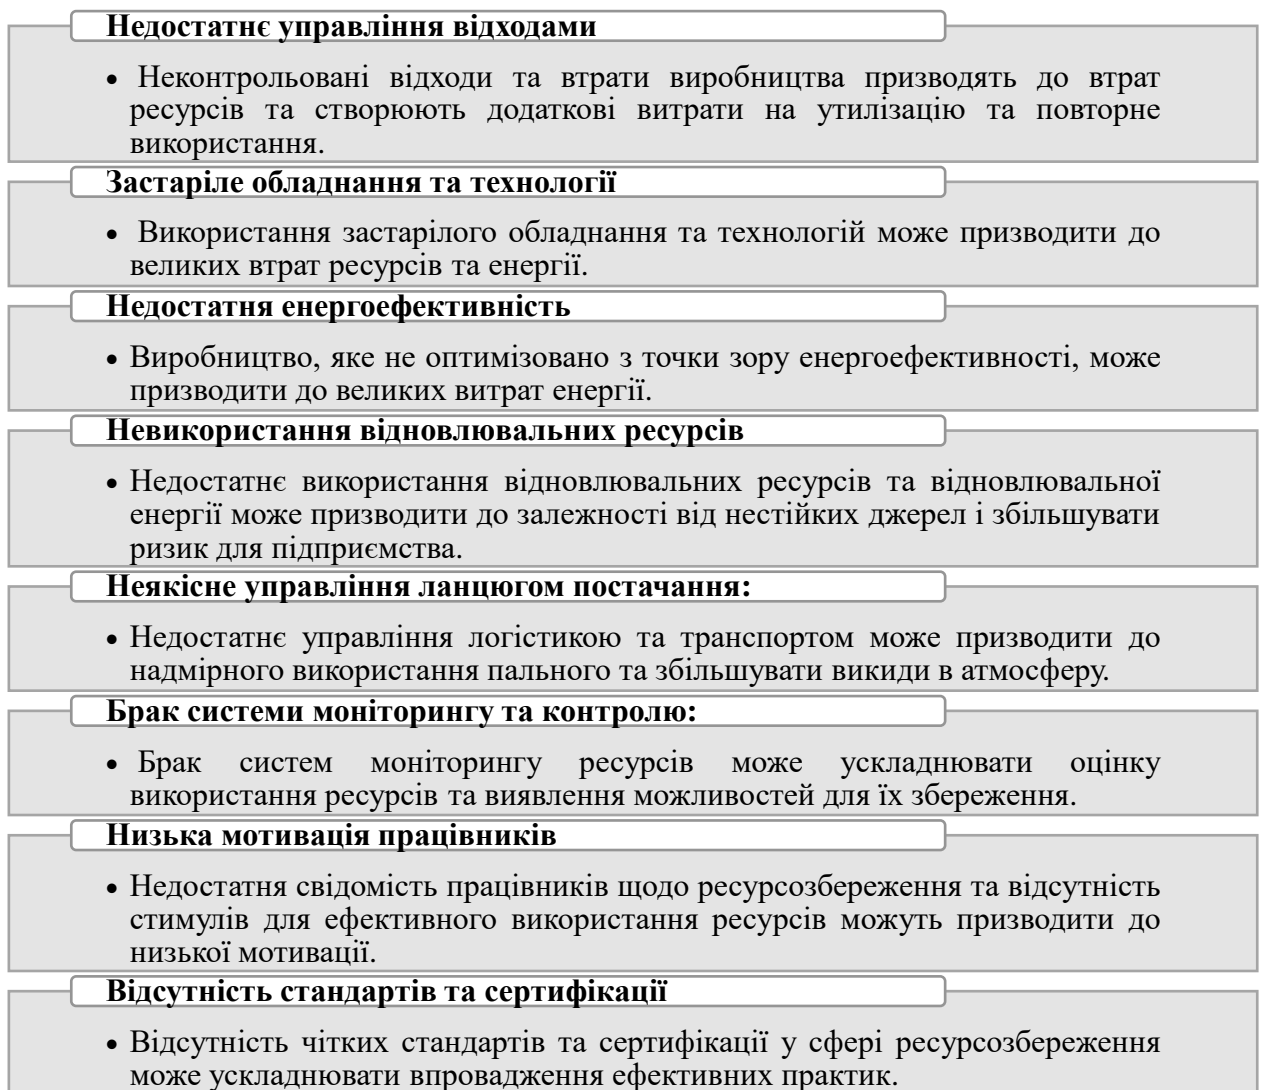 Недостатнє управління відходами
• Неконтрольовані відходи та втрати виробництва призводять до втрат
ресурсів та створюють додаткові витрати на утилізацію та повторне
використання.
Застаріле обладнання та технології
• Використання застарілого обладнання та технологій може призводити до
великих втрат ресурсів та енергії.
Недостатня енергоефективність
• Виробництво, яке не оптимізовано з точки зору енергоефективності, може
призводити до великих витрат енергії.
Невикористання відновлювальних ресурсів
• Недостатнє використання відновлювальних ресурсів та відновлювальної
енергії може призводити до залежності від нестійких джерел і збільшувати
ризик для підприємства.
Неякісне управління ланцюгом постачання:
• Недостатнє управління логістикою та транспортом може призводити до
надмірного використання пального та збільшувати викиди в атмосферу.
Брак системи моніторингу та контролю:
• Брак систем моніторингу ресурсів може ускладнювати оцінку
використання ресурсів та виявлення можливостей для їх збереження.
Низька мотивація працівників
• Недостатня свідомість працівників щодо ресурсозбереження та відсутність
стимулів для ефективного використання ресурсів можуть призводити до
низької мотивації.
Відсутність стандартів та сертифікації
• Відсутність чітких стандартів та сертифікації у сфері ресурсозбереження
може ускладнювати впровадження ефективних практик.